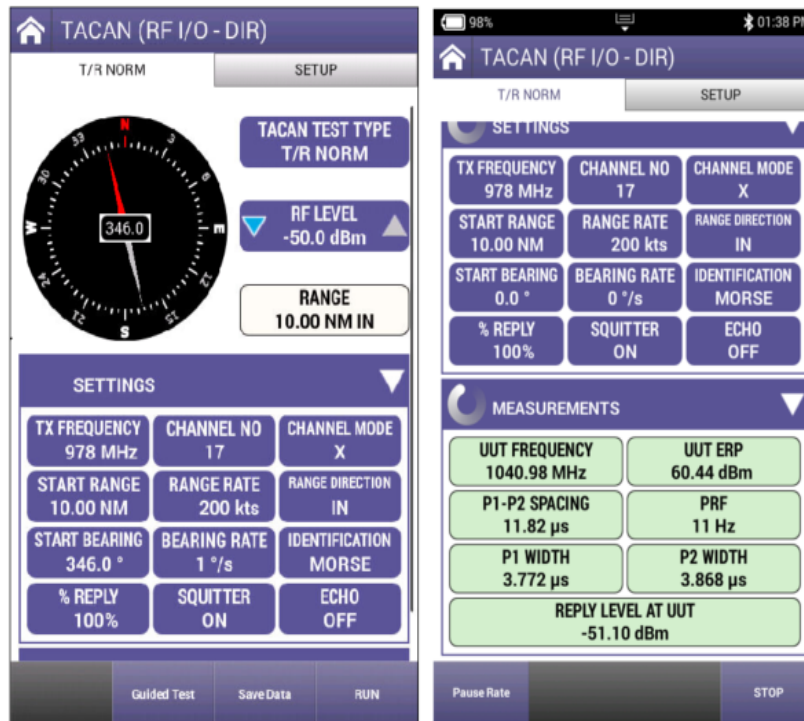 TACAN (RF I/O - DIR)
T/R NORM
SETUP
N
3
6
E
12
15
S
21
24
W
30
33
346.0
TACAN TEST TYPE
T/R NORM
RF LEVEL
-50.0 dBm
RANGE
10.00 NM IN
SETTINGS
TX FREQUENCY
978 MHz
CHANNEL NO
17
CHANNEL MODE
X
START RANGE
10.00 NM
RANGE RATE
200 kts
RANGE DIRECTION
IN
START BEARING
346.0 °
BEARING RATE
1 °/s
IDENTIFICATION
MORSE
% REPLY
100%
SQUITTER
ON
ECHO
OFF
Guided Test
Save Data
RUN
98%
01:38 PM
TACAN (RF I/O - DIR)
T/R NORM
SETUP
SETTINGS
TX FREQUENCY
978 MHz
CHANNEL NO
17
CHANNEL MODE
X
START RANGE
10.00 NM
RANGE RATE
200 kts
RANGE DIRECTION
IN
START BEARING
0.0 °
BEARING RATE
0 °/s
IDENTIFICATION
MORSE
% REPLY
100%
SQUITTER
ON
ECHO
OFF
MEASUREMENTS
UUT FREQUENCY
1040.98 MHz
UUT ERP
60.44 dBm
P1-P2 SPACING
11.82 µs
PRF
11 Hz
P1 WIDTH
3.772 µs
P2 WIDTH
3.868 µs
REPLY LEVEL AT UUT
-51.10 dBm
Pause Rate
STOP